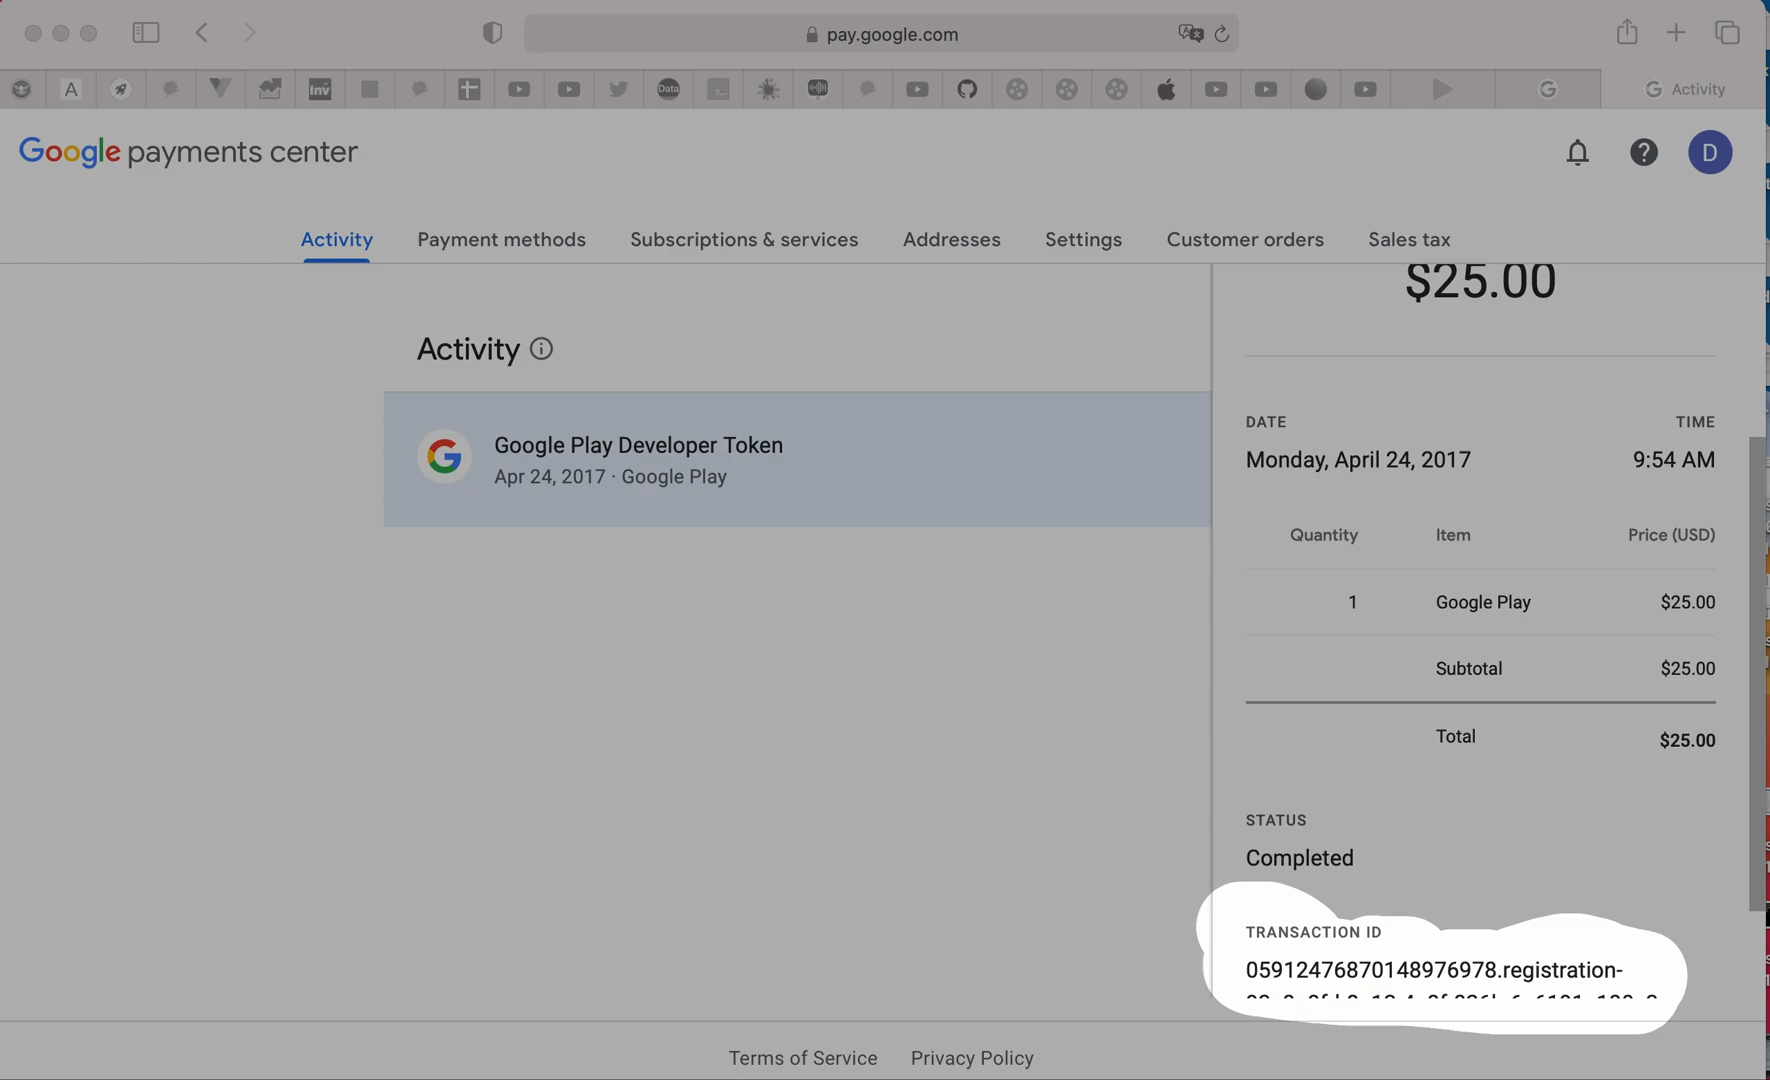 pay.google.com
A
Inv
Data
Activity
Google payments center
D
Activity
Payment methods
Subscriptions & services
Addresses
Settings
Customer orders
Sales tax
$25.00
Activity
DATE
TIME
Monday, April 24, 2017
9:54 AM
Google Play Developer Token
Apr 24, 2017 · Google Play
Quantity Item Price (USD)
1 Google Play $25.00
Subtotal $25.00
Total $25.00
STATUS
Completed
TRANSACTION ID
05912476870148976978.registration-
Terms of Service
Privacy Policy